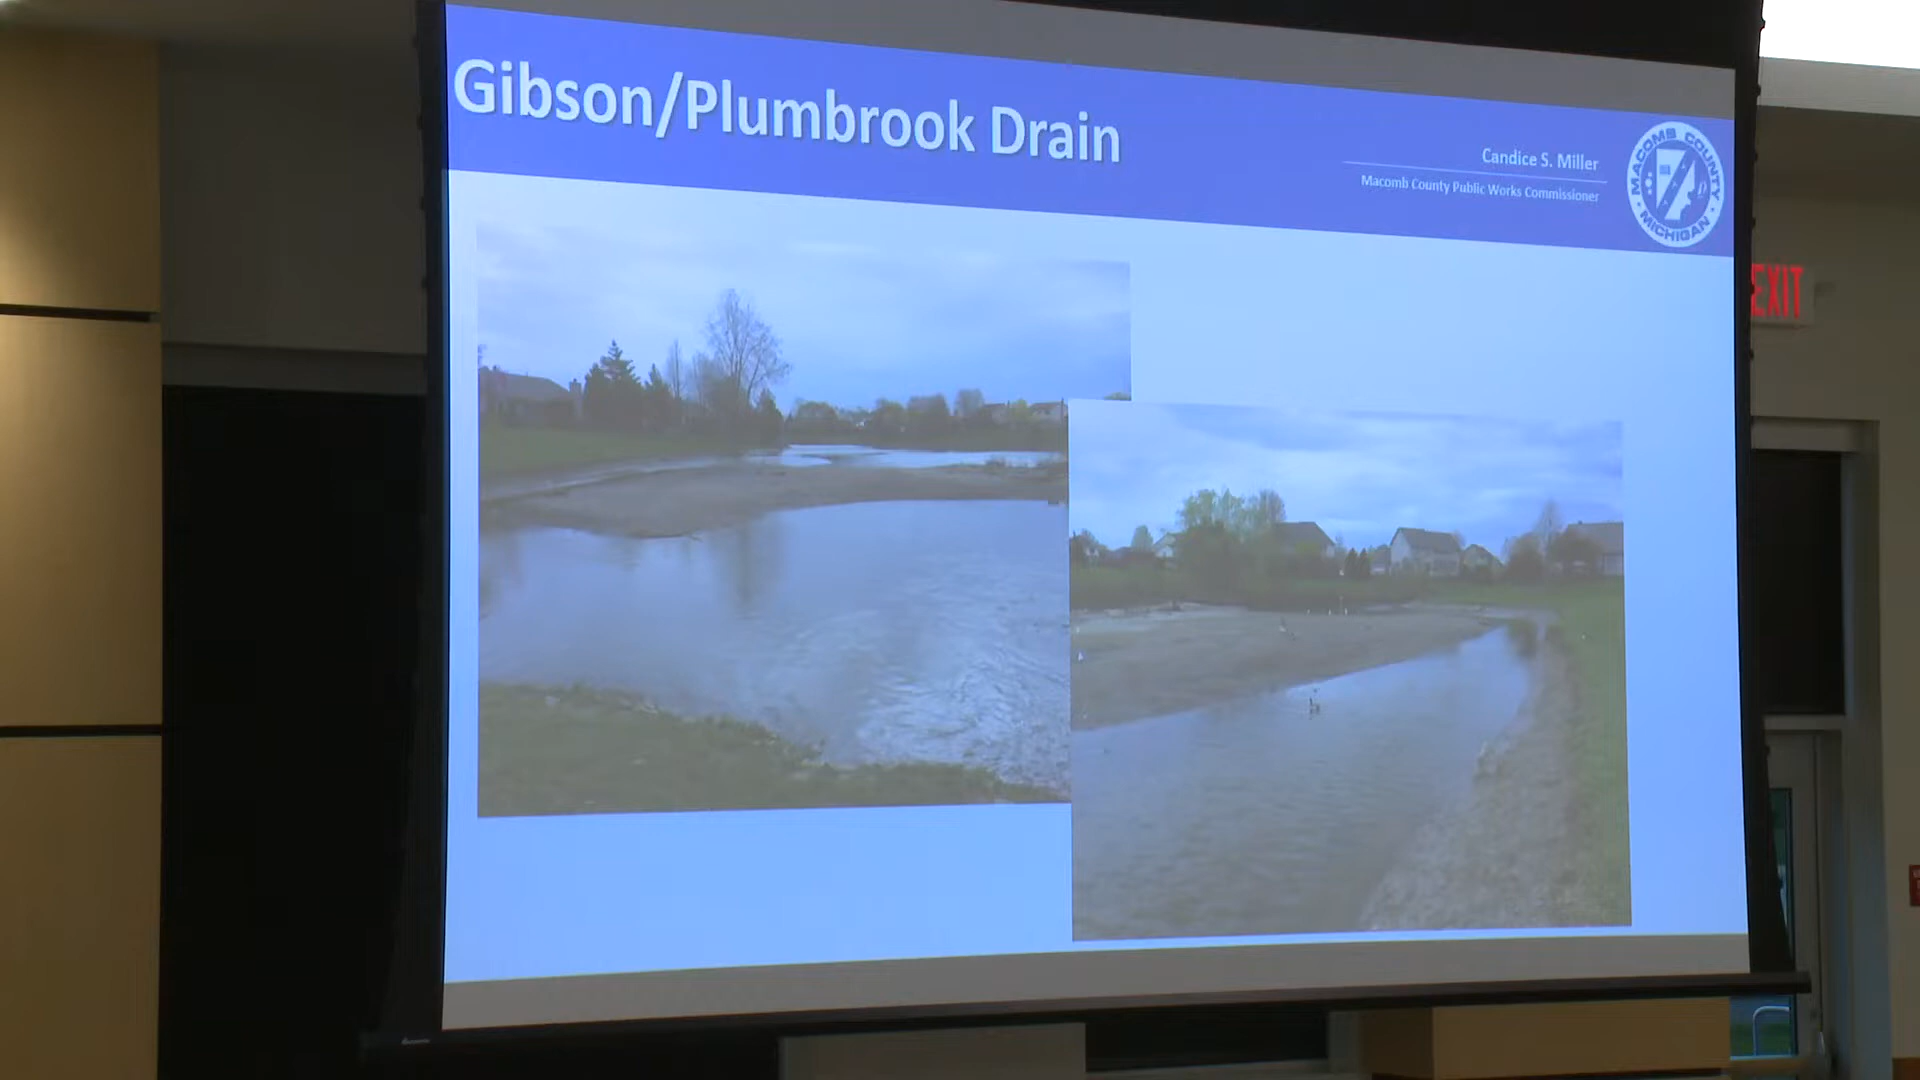 Gibson/Plumbrook Drain
Candice S. Miller
Macomb County Public Works Commissioner
MACOMB COUNTY
MICHIGAN
EXIT